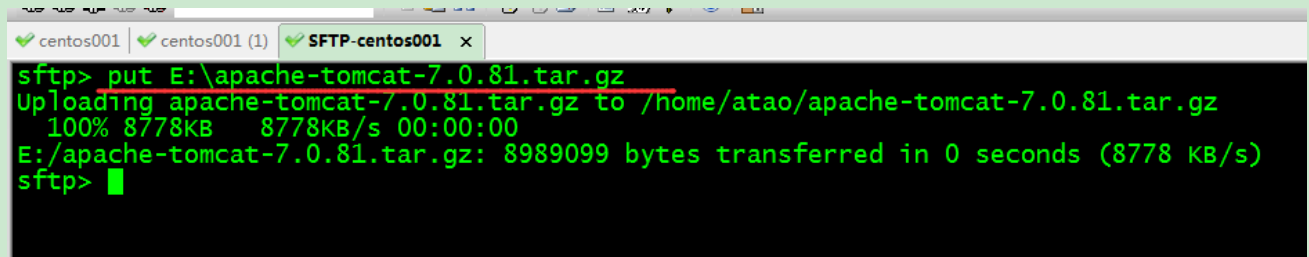 centos001 centos001 (1) SFTP-centos001 x
sftp> put E:\apache-tomcat-7.0.81.tar.gz
Uploading apache-tomcat-7.0.81.tar.gz to /home/atao/apache-tomcat-7.0.81.tar.gz
100% 8778KB 8778KB/s 00:00:00
E:/apache-tomcat-7.0.81.tar.gz: 8989099 bytes transferred in 0 seconds (8778 KB/s)
sftp>